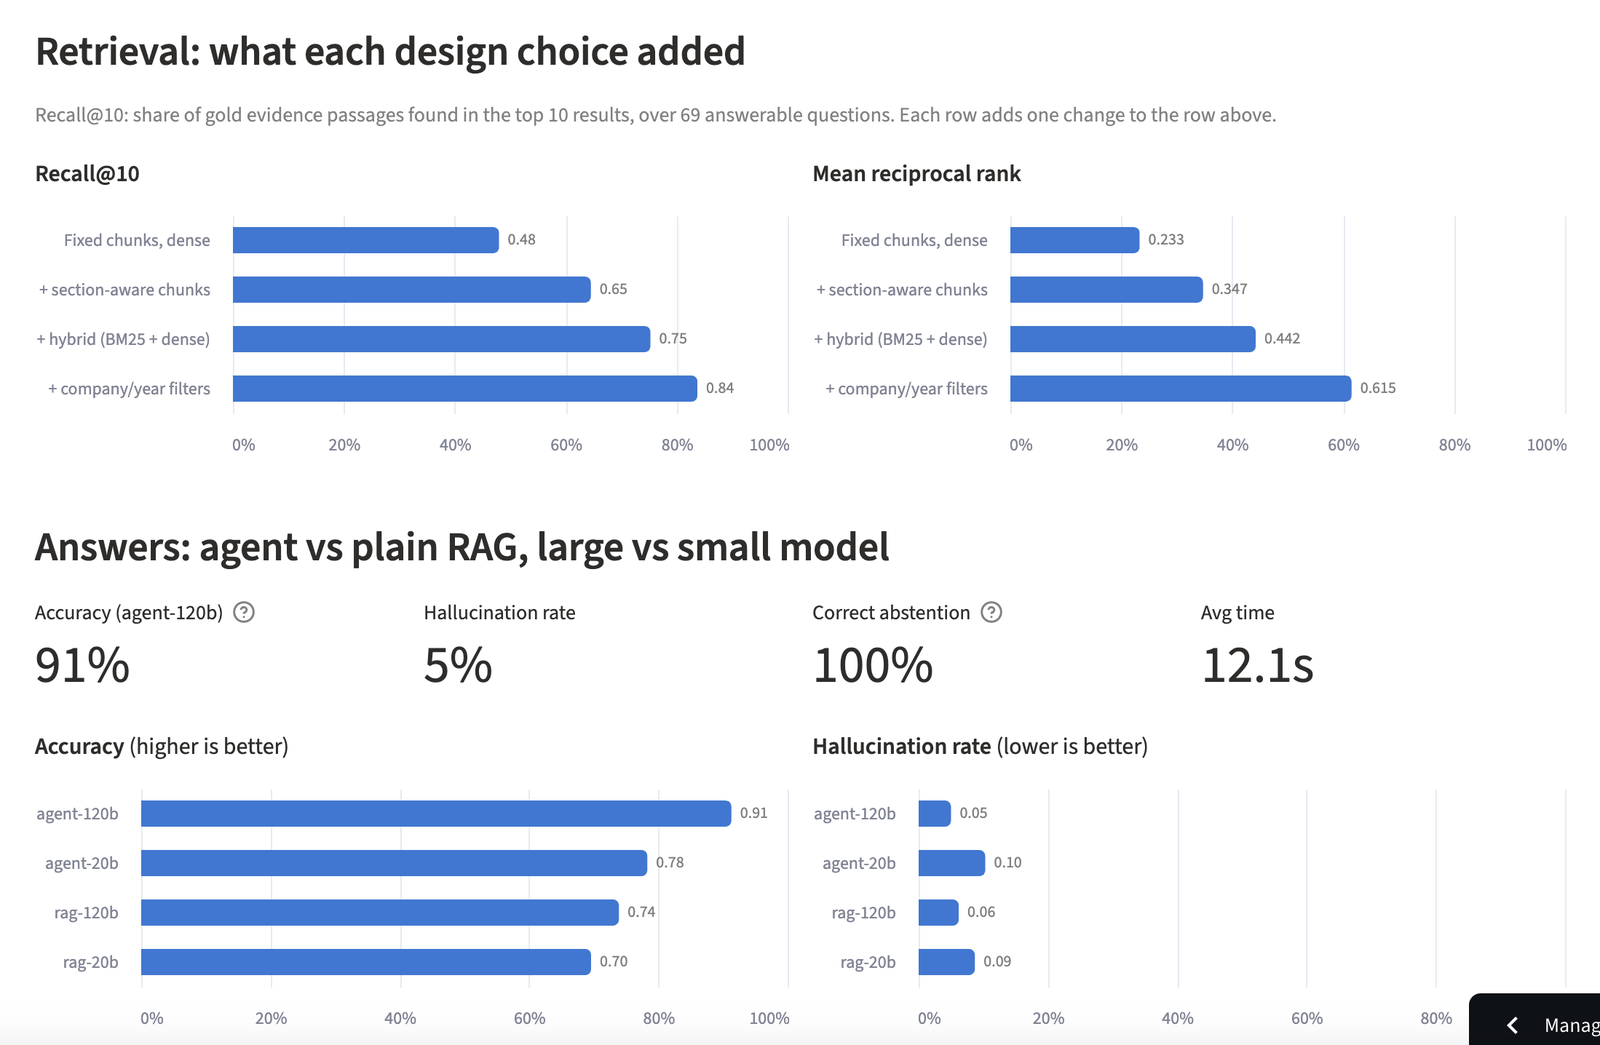 Retrieval: what each design choice added
Recall@10: share of gold evidence passages found in the top 10 results, over 69 answerable questions. Each row adds one change to the row above.
Recall@10
Fixed chunks, dense
0.48
+ section-aware chunks
0.65
+ hybrid (BM25 + dense)
0.75
+ company/year filters
0.84
0%
20%
40%
60%
80%
100%
Mean reciprocal rank
Fixed chunks, dense
0.233
+ section-aware chunks
0.347
+ hybrid (BM25 + dense)
0.442
+ company/year filters
0.615
0%
20%
40%
60%
80%
100%
Answers: agent vs plain RAG, large vs small model
Accuracy (agent-120b)
91%
Hallucination rate
5%
Correct abstention
100%
Avg time
12.1s
Accuracy (higher is better)
agent-120b
0.91
agent-20b
0.78
rag-120b
0.74
rag-20b
0.70
0%
20%
40%
60%
80%
100%
Hallucination rate (lower is better)
agent-120b
0.05
agent-20b
0.10
rag-120b
0.06
rag-20b
0.09
0%
20%
40%
60%
80%
Manag